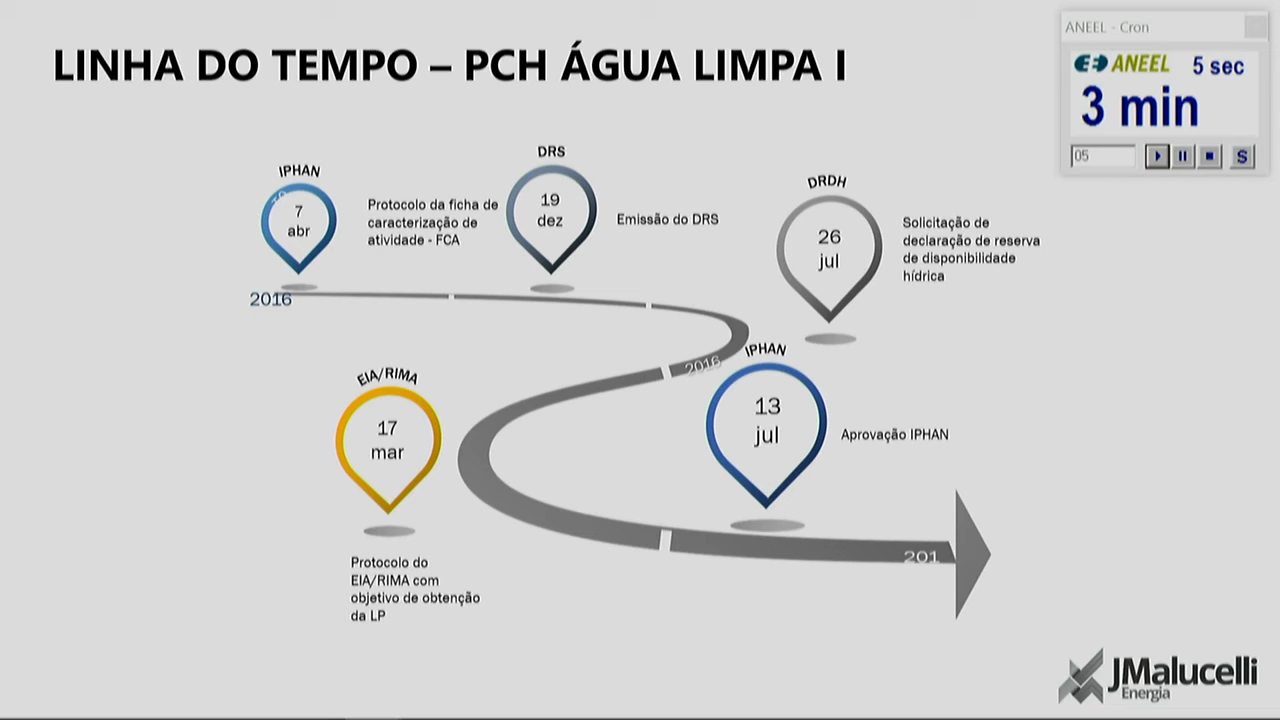 LINHA DO TEMPO – PCH ÁGUA LIMPA I
ANEEL - Cron
ANEEL
5 sec
3 min
05
S
IPHAN
7
abr
Protocolo da ficha de
caracterização de
atividade - FCA
DRS
19
dez
Emissão do DRS
DRDH
26
jul
Solicitação de
declaração de reserva
de disponibilidade
hídrica
2016
2016
IPHAN
13
jul
Aprovação IPHAN
EIA/RIMA
17
mar
Protocolo do
EIA/RIMA com
objetivo de obtenção
da LP
201
JMalucelli
Energia